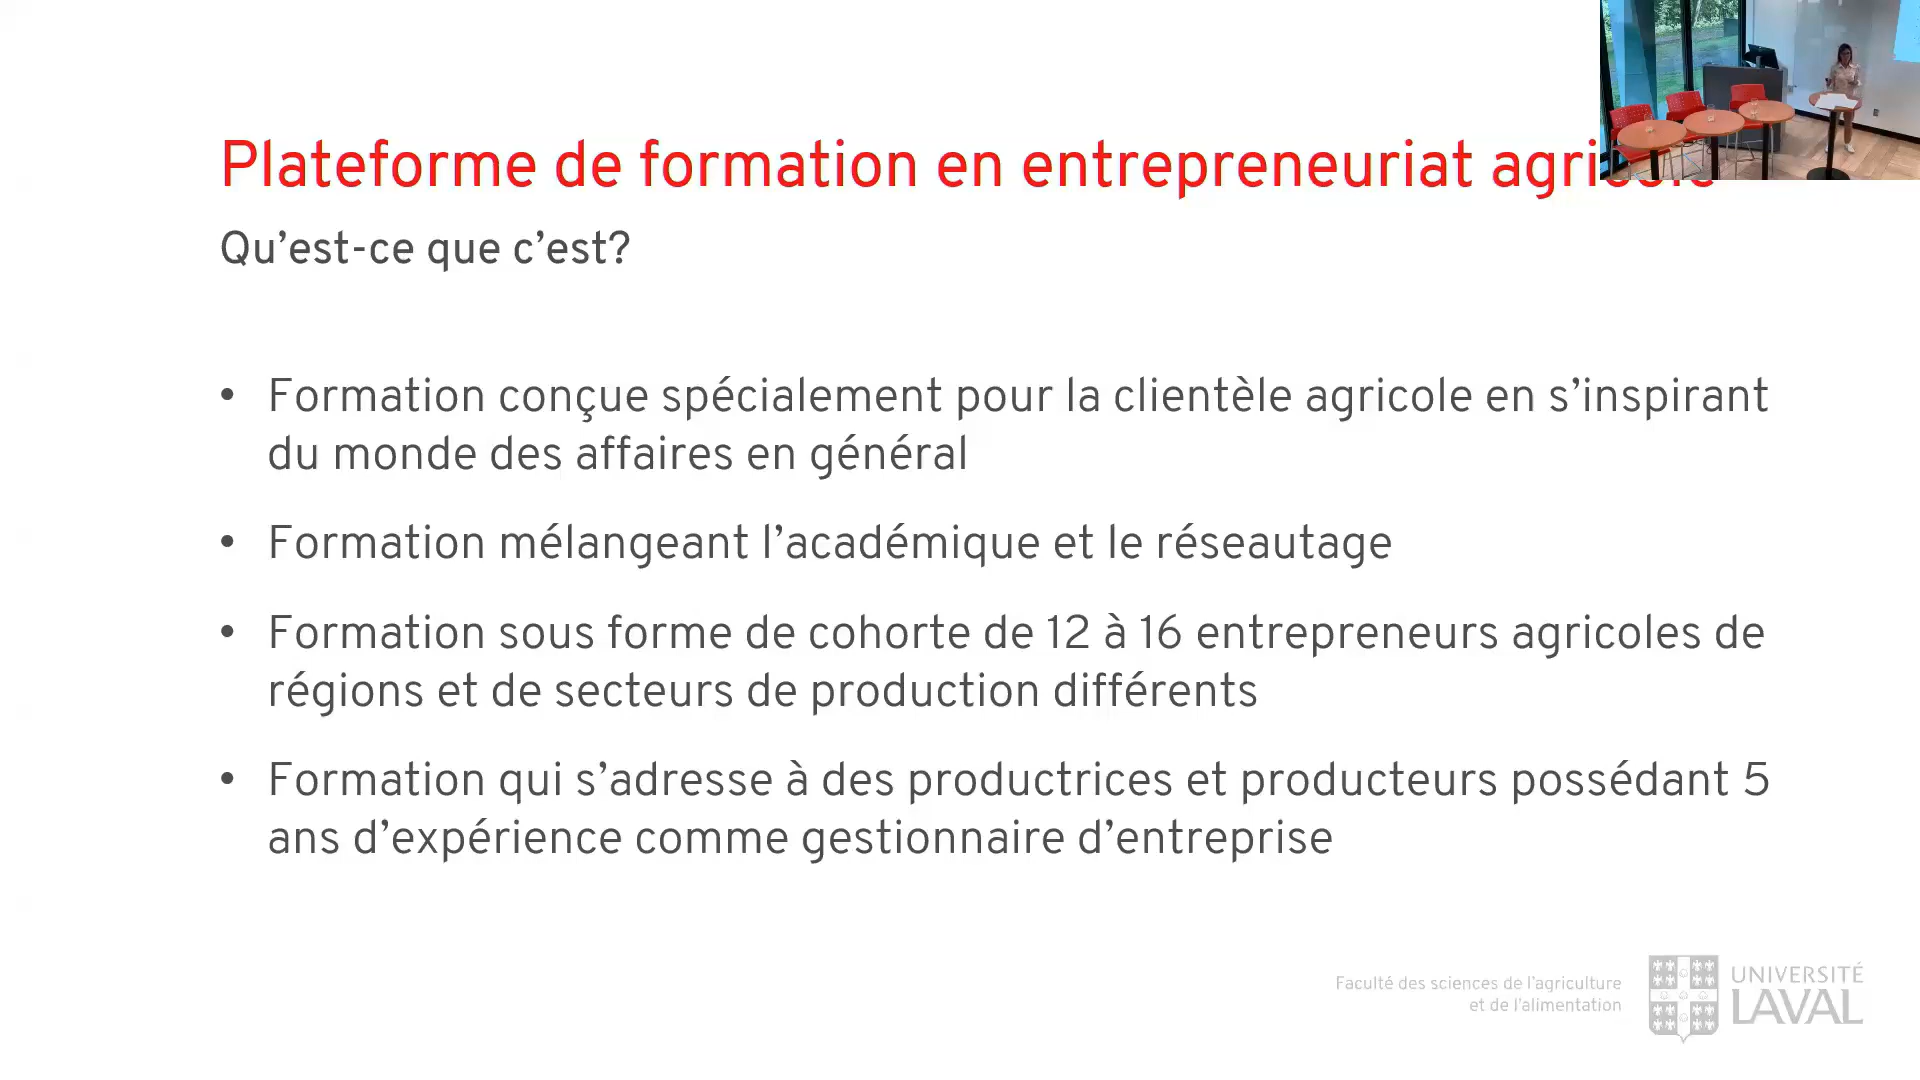 Plateforme de formation en entrepreneuriat agricole
Qu’est-ce que c’est?
• Formation conçue spécialement pour la clientèle agricole en s’inspirant
du monde des affaires en général
• Formation mélangeant l’académique et le réseautage
• Formation sous forme de cohorte de 12 à 16 entrepreneurs agricoles de
régions et de secteurs de production différents
• Formation qui s’adresse à des productrices et producteurs possédant 5
ans d’expérience comme gestionnaire d’entreprise
Faculté des sciences de l’agriculture
et de l’alimentation
UNIVERSITÉ
LAVAL